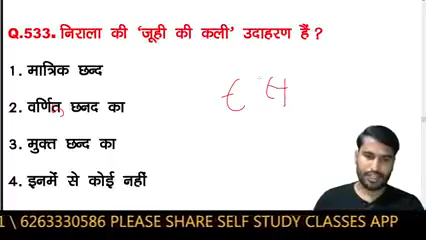 Q.533. निराला की 'जूही की कली' उदाहरण हैं ?
1. मात्रिक छन्द
2. वर्णित छनद का
3. मुक्त छन्द का
4. इनमें से कोई नहीं
1 \ 6263330586 PLEASE SHARE SELF STUDY CLASSES APP